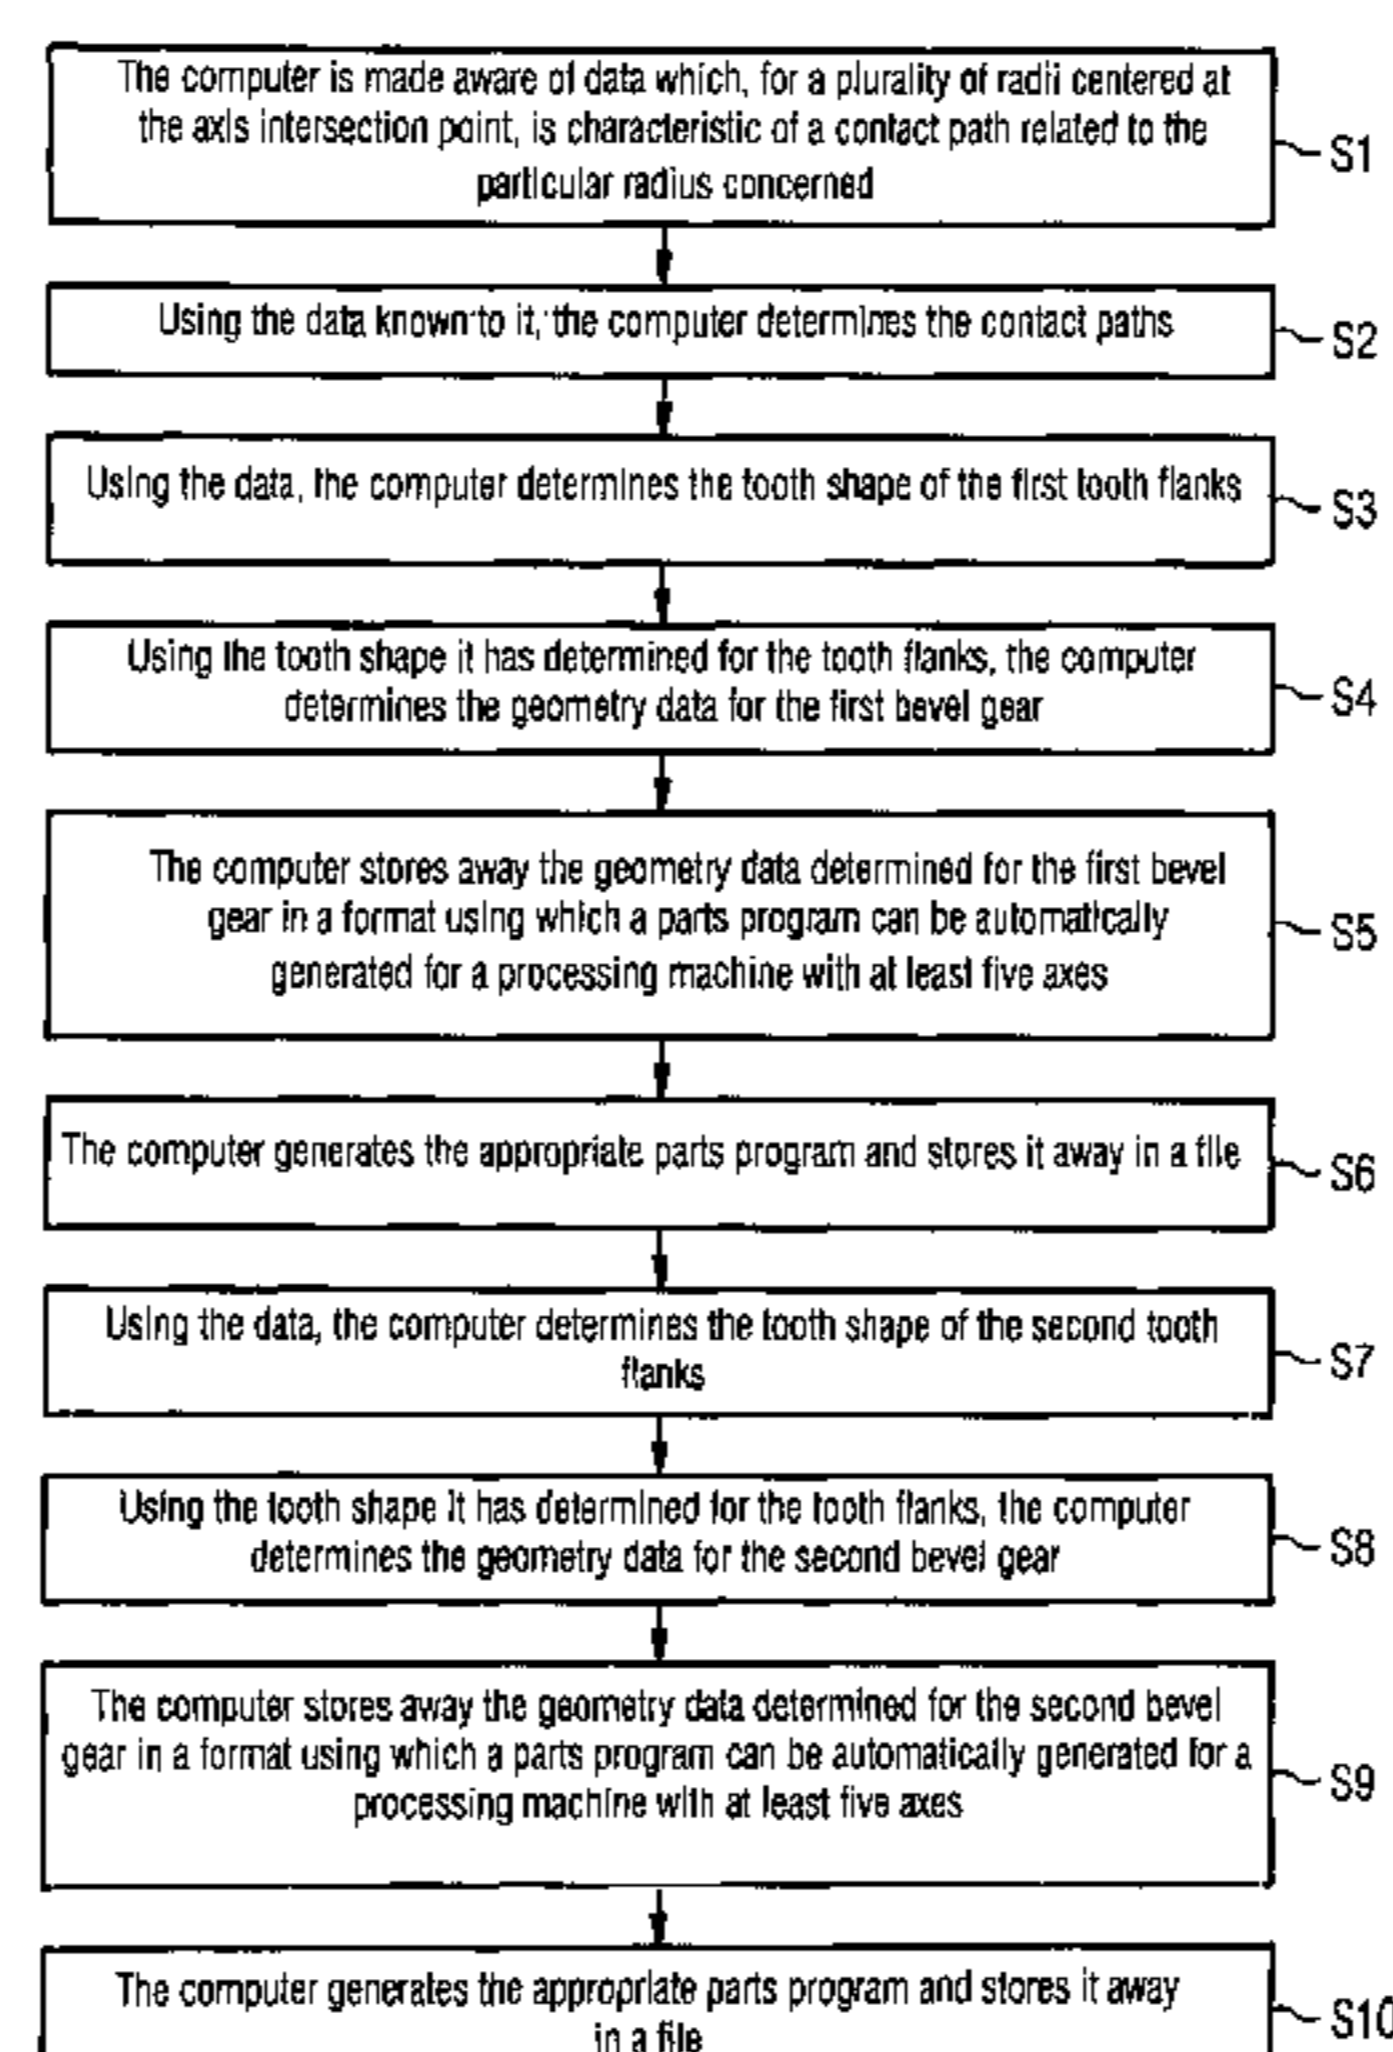 The computer is made aware of data which, for a plurality of radii centered at
the axis intersection point, is characteristic of a contact path related to the
particular radius concerned
S1
Using the data known to it, the computer determines the contact paths
S2
Using the data, the computer determines the tooth shape of the first tooth flanks
S3
Using the tooth shape it has determined for the tooth flanks, the computer
determines the geometry data for the first bevel gear
S4
The computer stores away the geometry data determined for the first bevel
gear in a format using which a parts program can be automatically
generated for a processing machine with at least five axes
S5
The computer generates the appropriate parts program and stores it away in a file
S6
Using the data, the computer determines the tooth shape of the second tooth
flanks
S7
Using the tooth shape it has determined for the tooth flanks, the computer
determines the geometry data for the second bevel gear
S8
The computer stores away the geometry data determined for the second bevel
gear in a format using which a parts program can be automatically generated for a
processing machine with at least five axes
S9
The computer generates the appropriate parts program and stores it away
in a file
S10